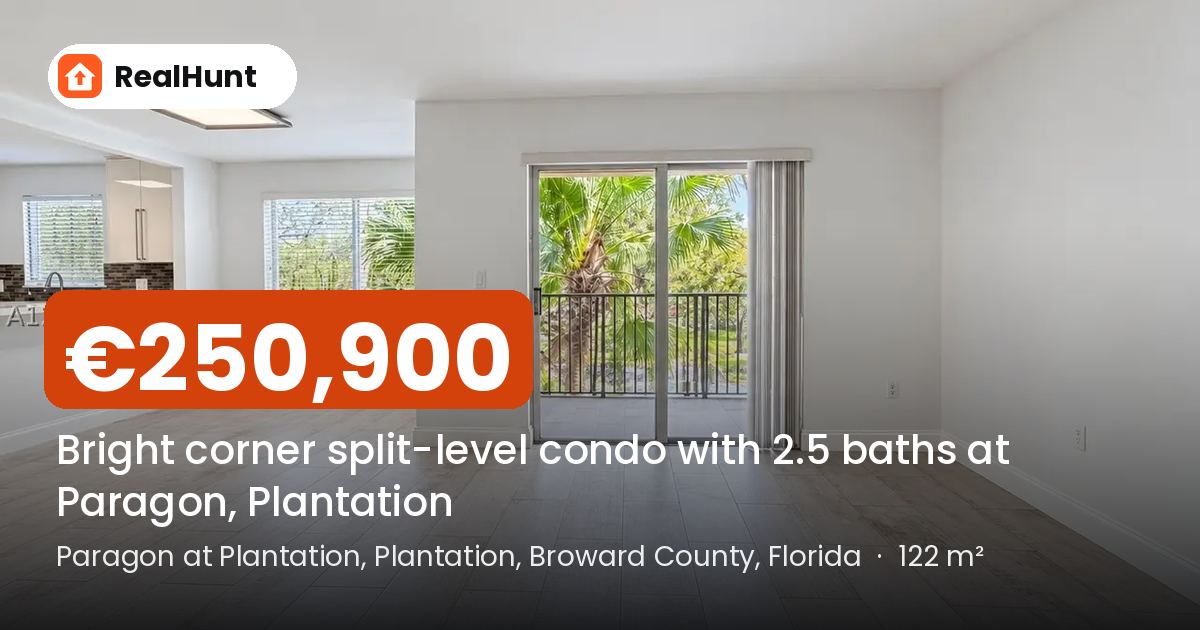 RealHunt
€250,900
Bright corner split-level condo with 2.5 baths at
Paragon, Plantation
Paragon at Plantation, Plantation, Broward County, Florida · 122 m²